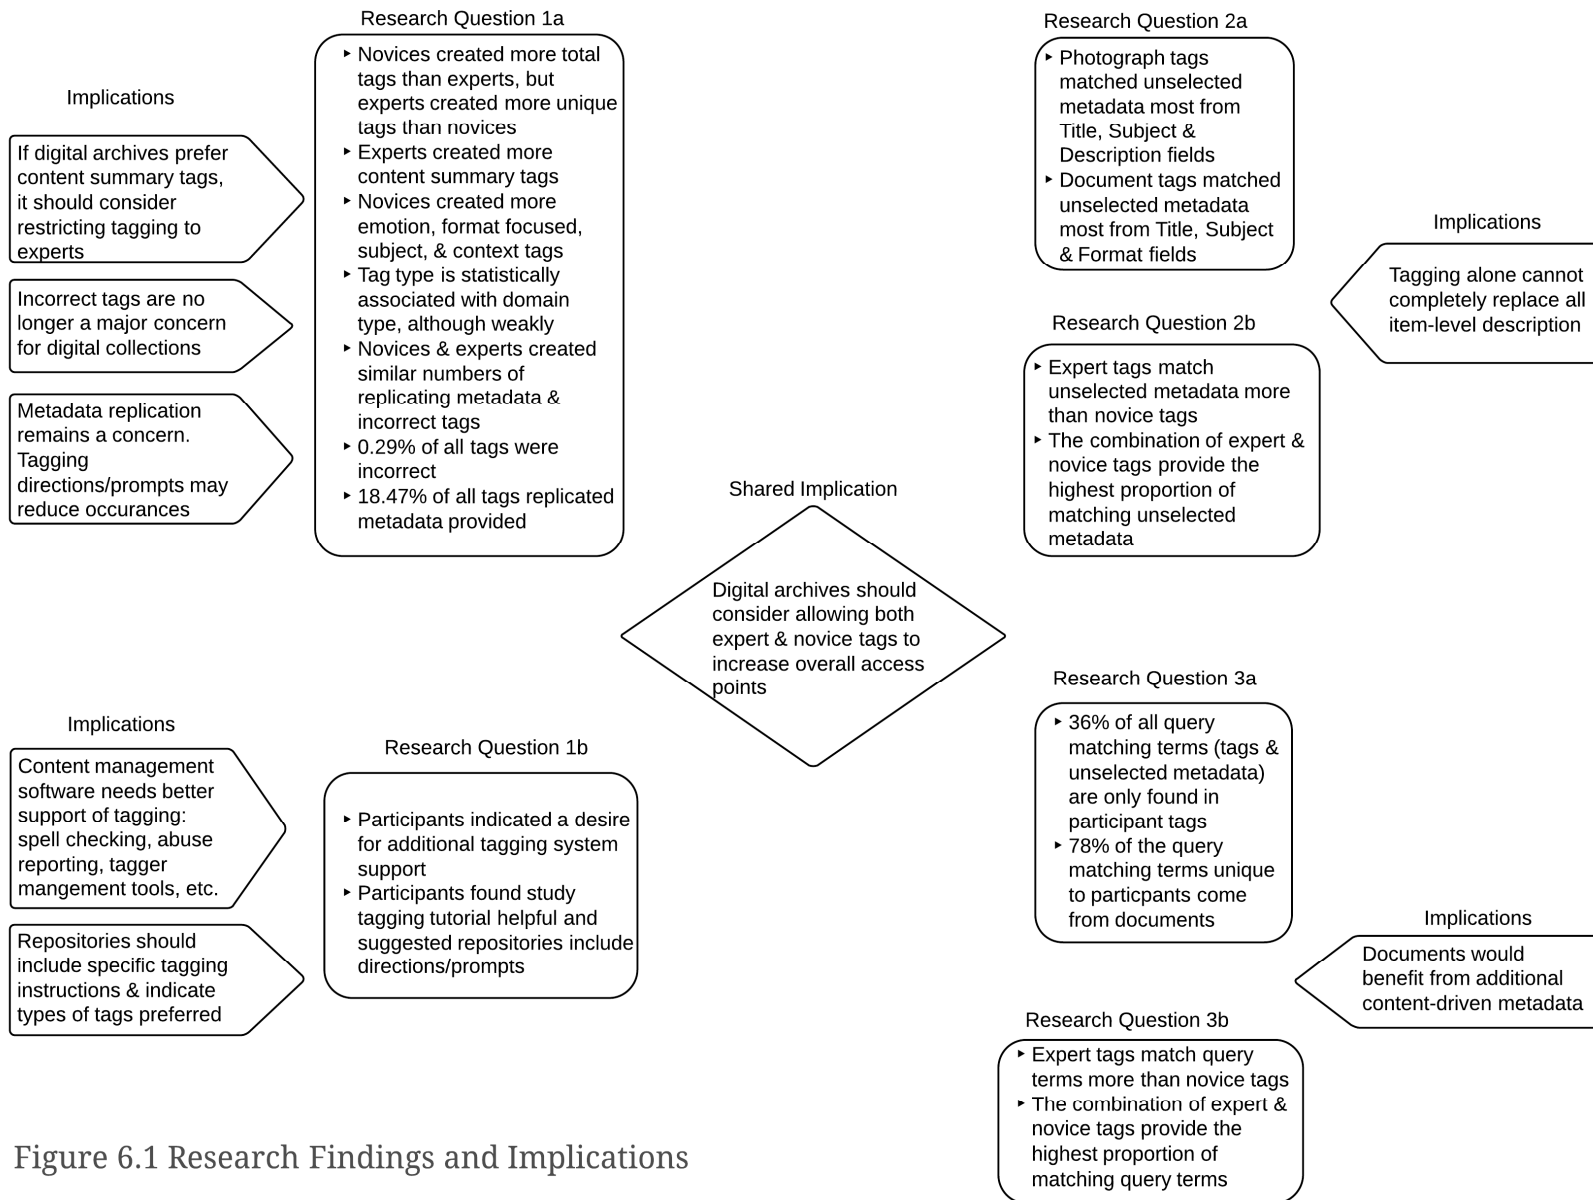 Research Question 1a
‣ Novices created more total
tags than experts, but
experts created more unique
tags than novices
‣ Experts created more
content summary tags
‣ Novices created more
emotion, format focused,
subject, & context tags
‣ Tag type is statistically
associated with domain
type, although weakly
‣ Novices & experts created
similar numbers of
replicating metadata &
incorrect tags
‣ 0.29% of all tags were
incorrect
‣ 18.47% of all tags replicated
metadata provided
Implications
If digital archives prefer
content summary tags,
it should consider
restricting tagging to
experts
Incorrect tags are no
longer a major concern
for digital collections
Metadata replication
remains a concern.
Tagging
directions/prompts may
reduce occurances
Implications
Content management
software needs better
support of tagging:
spell checking, abuse
reporting, tagger
mangement tools, etc.
Repositories should
include specific tagging
instructions & indicate
types of tags preferred
Research Question 1b
‣ Participants indicated a desire
for additional tagging system
support
‣ Participants found study
tagging tutorial helpful and
suggested repositories include
directions/prompts
Shared Implication
Digital archives should
consider allowing both
expert & novice tags to
increase overall access
points
Research Question 2a
‣ Photograph tags
matched unselected
metadata most from
Title, Subject &
Description fields
‣ Document tags matched
unselected metadata
most from Title, Subject
& Format fields
Research Question 2b
‣ Expert tags match
unselected metadata more
than novice tags
‣ The combination of expert &
novice tags provide the
highest proportion of
matching unselected
metadata
Implications
Tagging alone cannot
completely replace all
item-level description
Research Question 3a
‣ 36% of all query
matching terms (tags &
unselected metadata)
are only found in
participant tags
‣ 78% of the query
matching terms unique
to particpants come
from documents
Implications
Documents would
benefit from additional
content-driven metadata
Research Question 3b
‣ Expert tags match query
terms more than novice tags
‣ The combination of expert &
novice tags provide the
highest proportion of
matching query terms
Figure 6.1 Research Findings and Implications